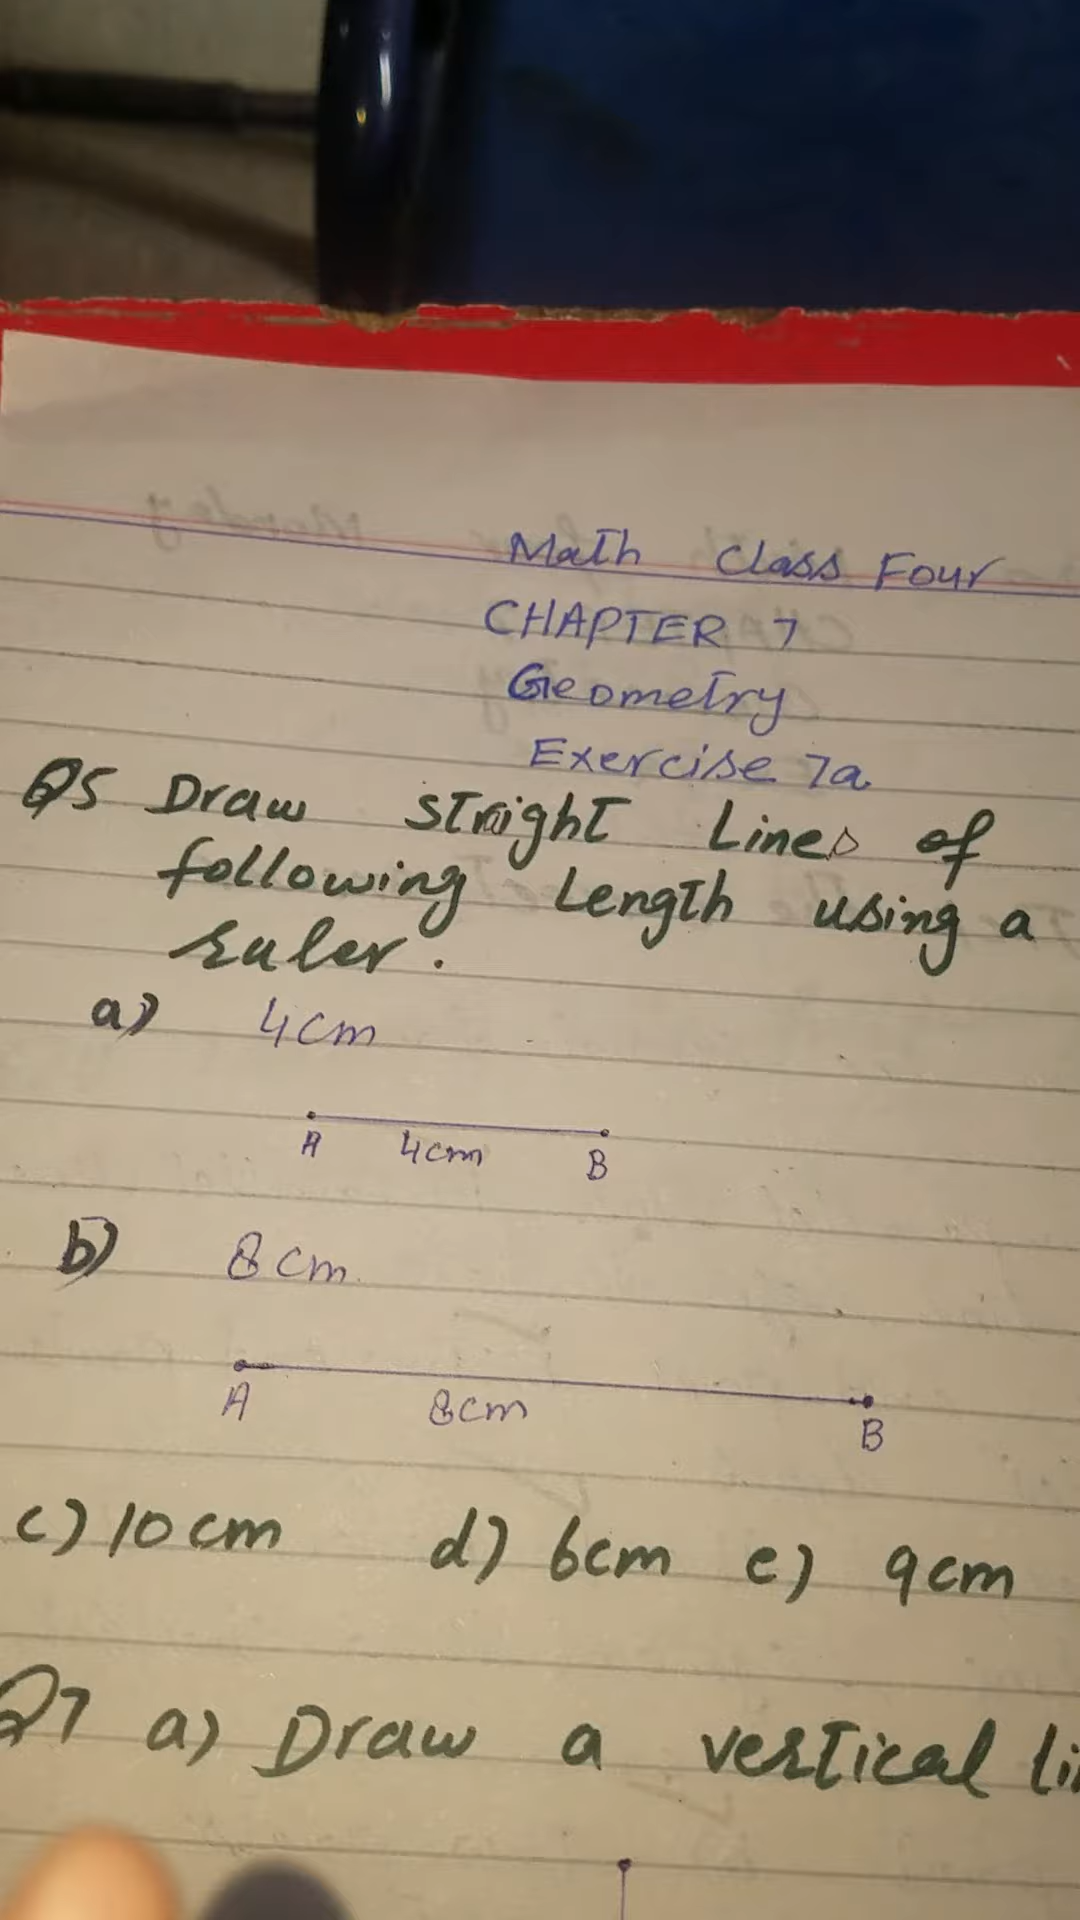 Math Class Four
CHAPTER 7
Geometry
Exercise 7a
Q5 Draw straight Lines of
following Length using a
ruler.
a) 4cm
A 4cm B
b) 8cm.
A 8cm B
c) 10cm d) 6cm e) 9cm
Q7 a) Draw a vertical